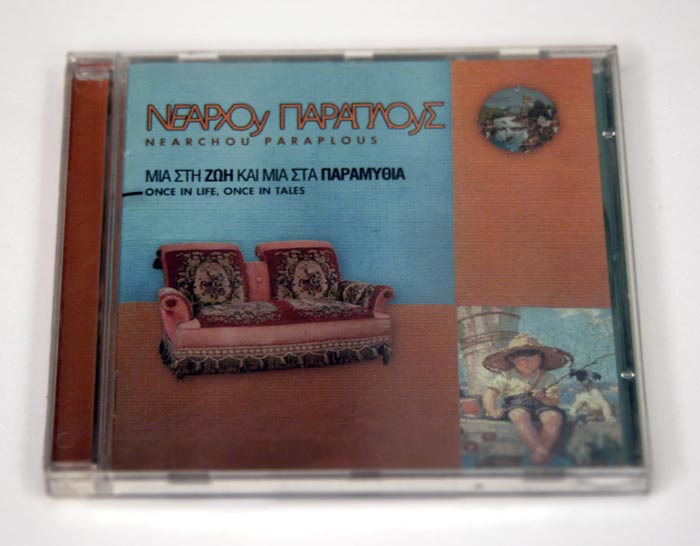 ΝΕΑΡΧΟυ ΠΑΡΑΠΛΟυΣ
NEARCHOU PARAPLOUS
ΜΙΑ ΣΤΗ ΖΩΗ ΚΑΙ ΜΙΑ ΣΤΑ ΠΑΡΑΜΥΘΙΑ
ONCE IN LIFE, ONCE IN TALES